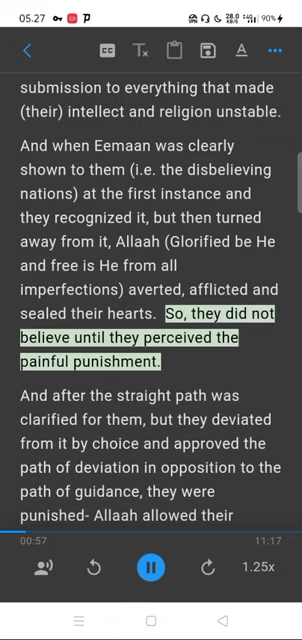 05.27
28.0
KB/S
4G
90%
CC
submission to everything that made
(their) intellect and religion unstable.
And when Eemaan was clearly
shown to them (i.e. the disbelieving
nations) at the first instance and
they recognized it, but then turned
away from it, Allaah (Glorified be He
and free is He from all
imperfections) averted, afflicted and
sealed their hearts. So, they did not
believe until they perceived the
painful punishment.
And after the straight path was
clarified for them, but they deviated
from it by choice and approved the
path of deviation in opposition to the
path of guidance, they were
punished- Allaah allowed their
00:57
11:17
1.25x